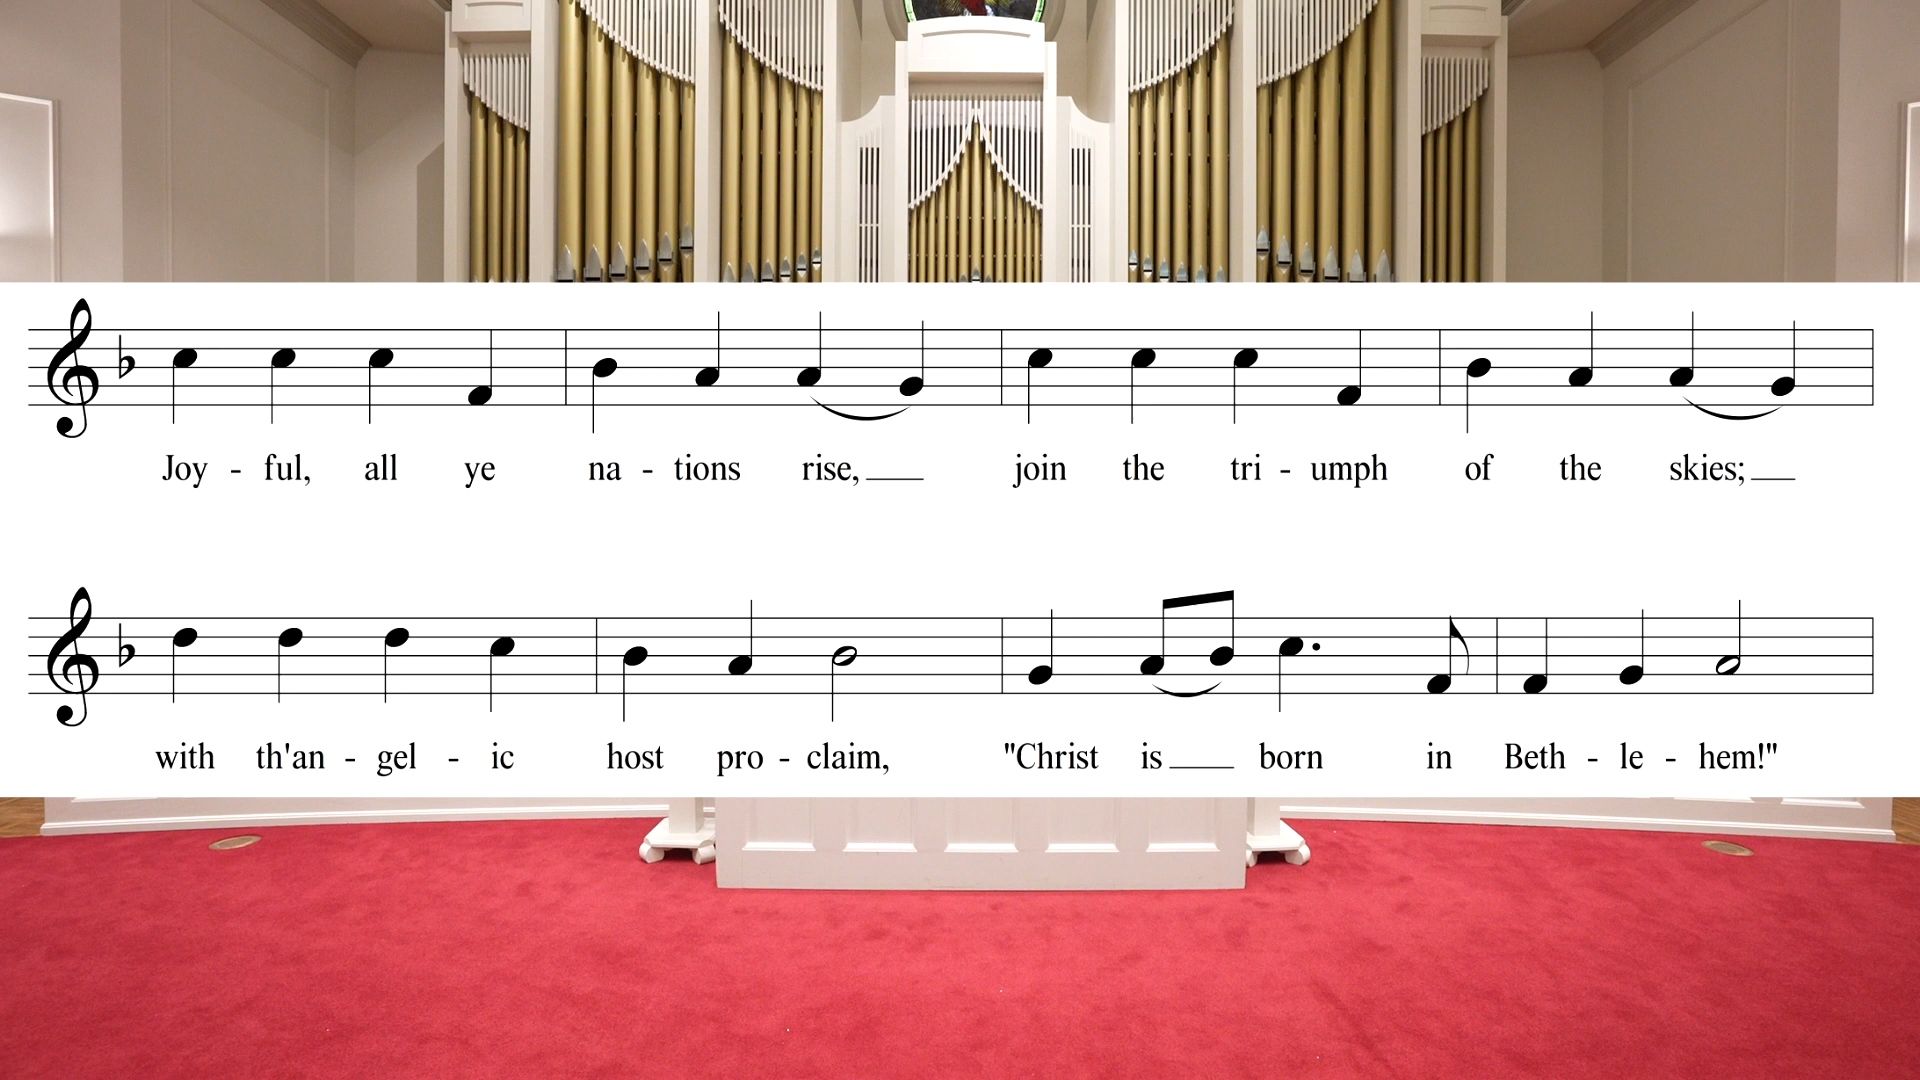 Joy - ful, all ye na - tions rise, join the tri - umph of the skies;
with th'an - gel - ic host pro - claim, "Christ is born in Beth - le - hem!"